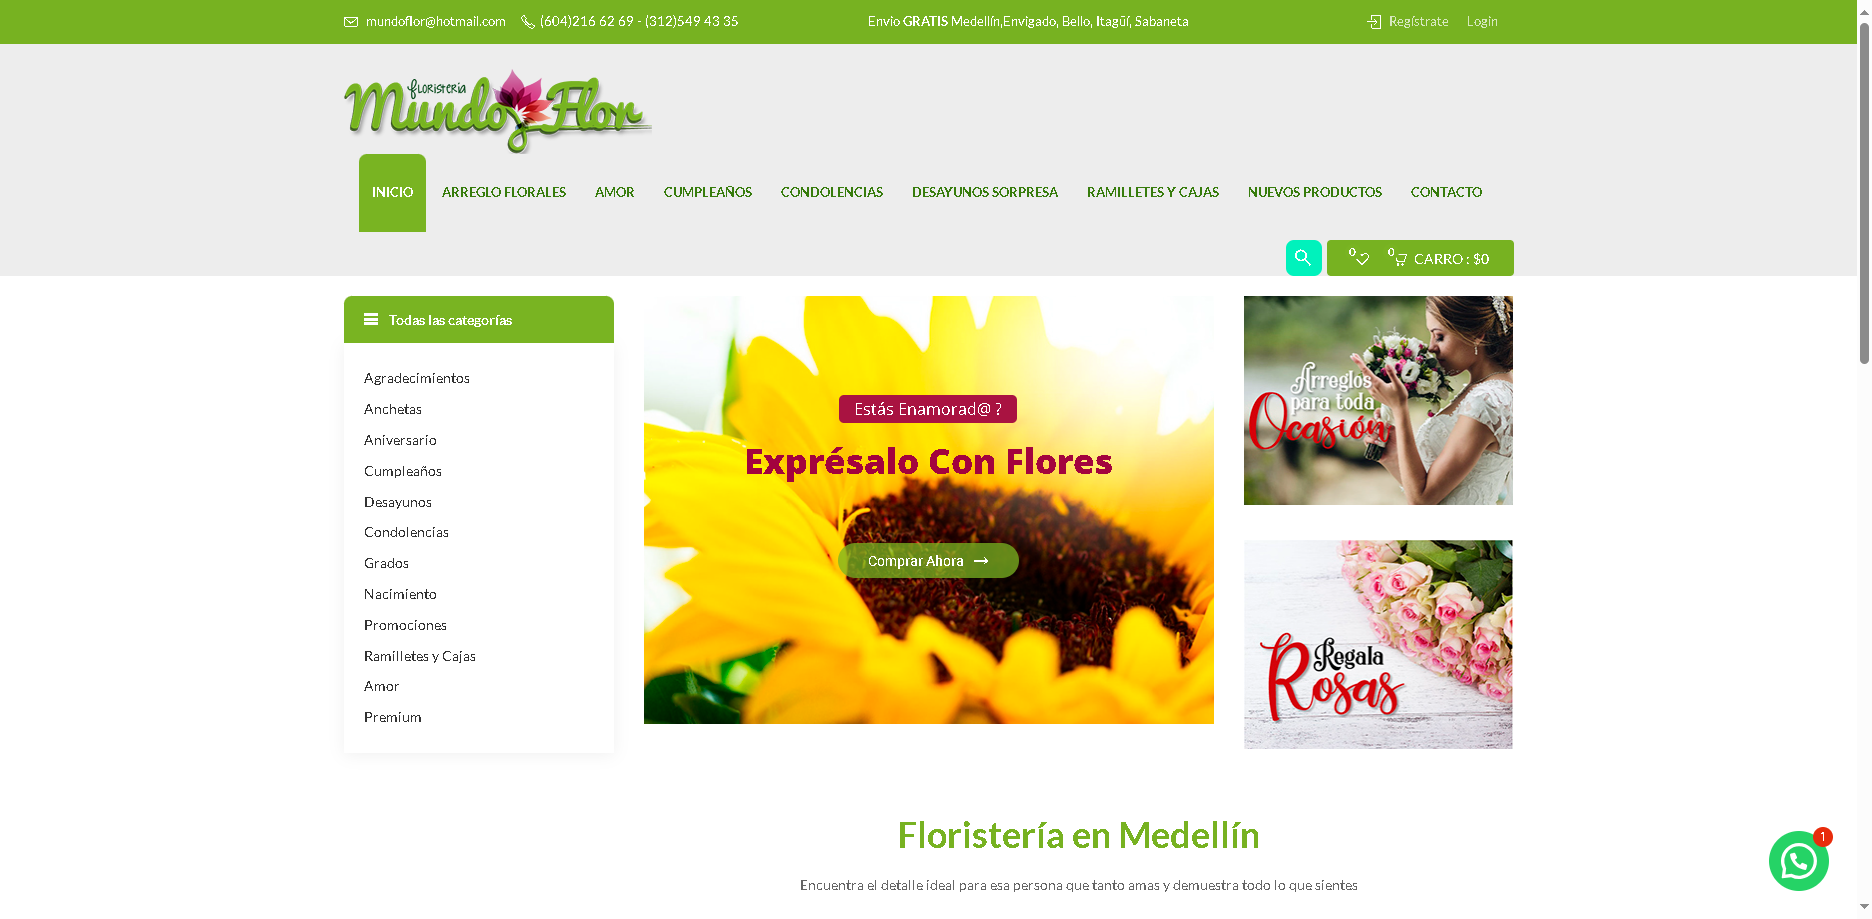 mundoflor@hotmail.com (604)216 62 69 - (312)549 43 35 Envio GRATIS Medellín,Envigado, Bello, Itagüí, Sabaneta Regístrate Login
floristería
Mundo Flor
INICIO ARREGLO FLORALES AMOR CUMPLEAÑOS CONDOLENCIAS DESAYUNOS SORPRESA RAMILLETES Y CAJAS NUEVOS PRODUCTOS CONTACTO
0 0 CARRO : $0
Todas las categorías
Agradecimientos
Anchetas
Aniversario
Cumpleaños
Desayunos
Condolencias
Grados
Nacimiento
Promociones
Ramilletes y Cajas
Amor
Premium
Estás Enamorad@ ?
Exprésalo Con Flores
Comprar Ahora
Arreglos
para toda
Ocasión
Regala
Rosas
Floristería en Medellín
Encuentra el detalle ideal para esa persona que tanto amas y demuestra todo lo que sientes
1